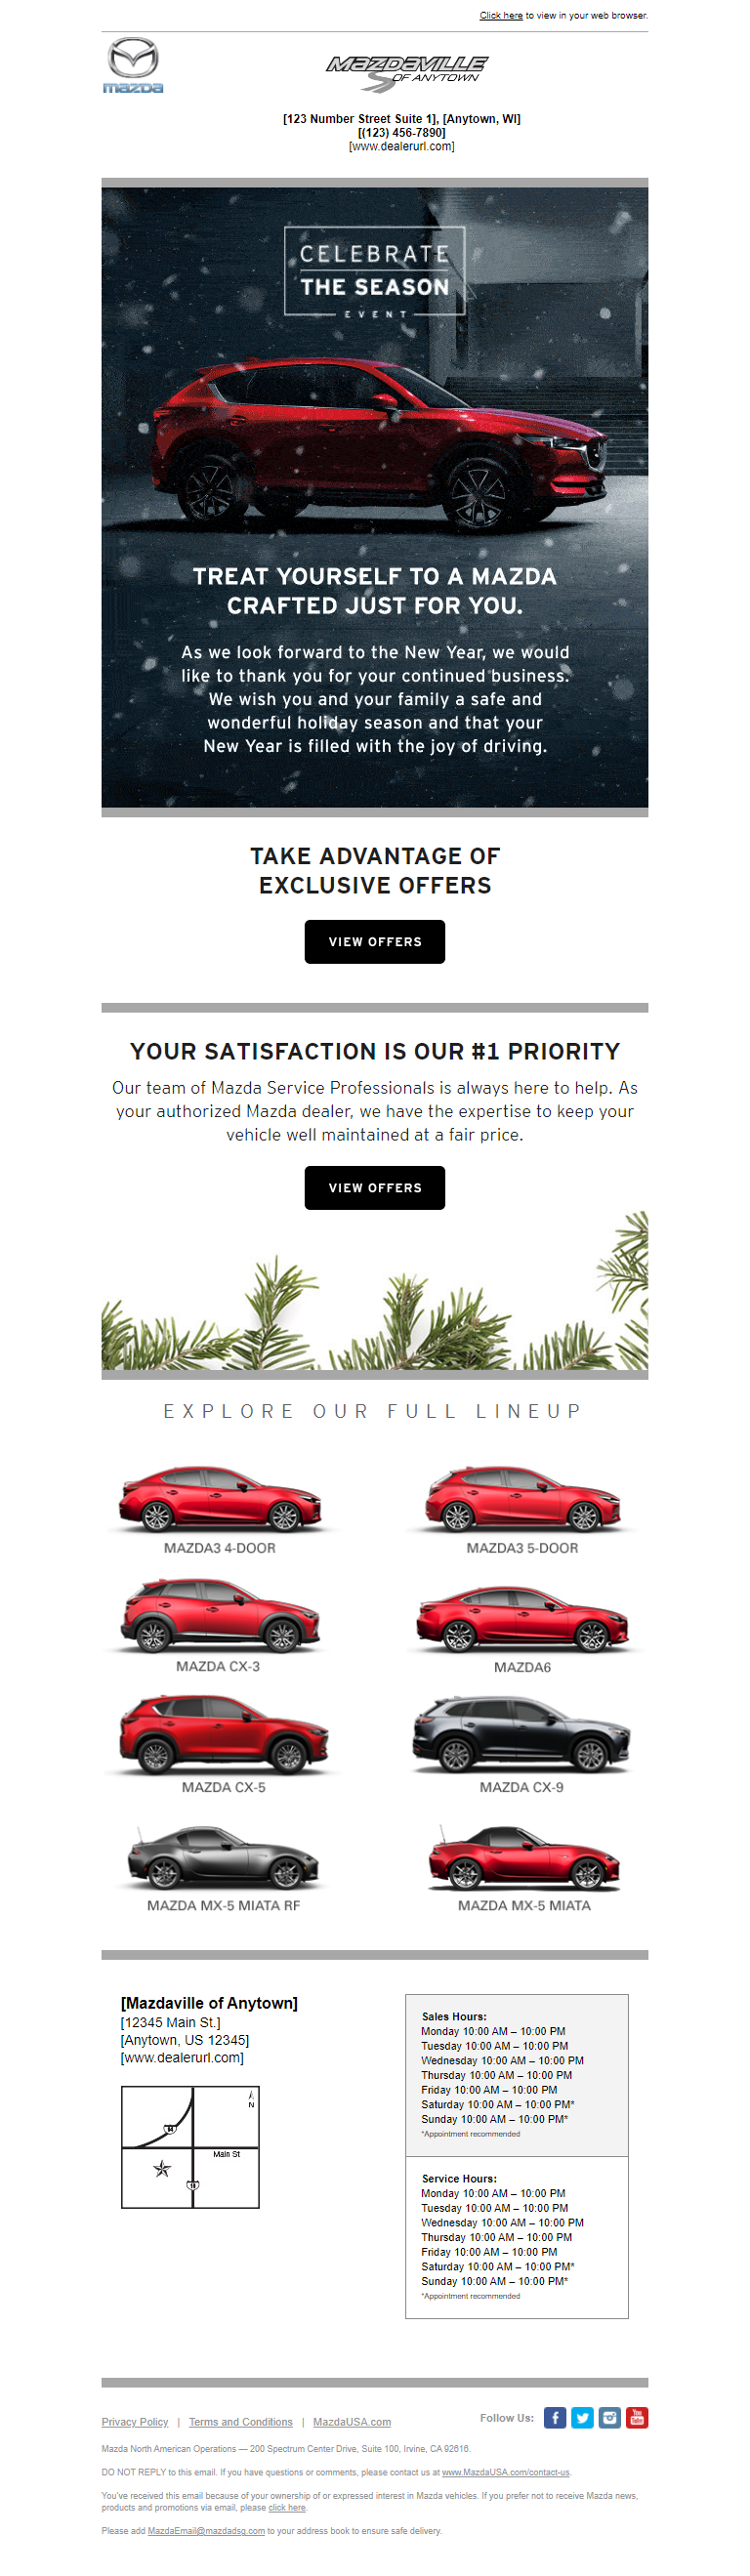 Click here to view in your web browser.
mazda
MAZDAVILLE
OF ANYTOWN
[123 Number Street Suite 1], [Anytown, WI]
[(123) 456-7890]
[www.dealerurl.com]
CELEBRATE
THE SEASON
EVENT
TREAT YOURSELF TO A MAZDA
CRAFTED JUST FOR YOU.
As we look forward to the New Year, we would
like to thank you for your continued business.
We wish you and your family a safe and
wonderful holiday season and that your
New Year is filled with the joy of driving.
TAKE ADVANTAGE OF
EXCLUSIVE OFFERS
VIEW OFFERS
YOUR SATISFACTION IS OUR #1 PRIORITY
Our team of Mazda Service Professionals is always here to help. As
your authorized Mazda dealer, we have the expertise to keep your
vehicle well maintained at a fair price.
VIEW OFFERS
EXPLORE OUR FULL LINEUP
MAZDA3 4-DOOR
MAZDA3 5-DOOR
MAZDA CX-3
MAZDA6
MAZDA CX-5
MAZDA CX-9
MAZDA MX-5 MIATA RF
MAZDA MX-5 MIATA
[Mazdaville of Anytown]
[12345 Main St.]
[Anytown, US 12345]
[www.dealerurl.com]
N
Main St
Sales Hours:
Monday 10:00 AM – 10:00 PM
Tuesday 10:00 AM – 10:00 PM
Wednesday 10:00 AM – 10:00 PM
Thursday 10:00 AM – 10:00 PM
Friday 10:00 AM – 10:00 PM
Saturday 10:00 AM – 10:00 PM*
Sunday 10:00 AM – 10:00 PM*
*Appointment recommended
Service Hours:
Monday 10:00 AM – 10:00 PM
Tuesday 10:00 AM – 10:00 PM
Wednesday 10:00 AM – 10:00 PM
Thursday 10:00 AM – 10:00 PM
Friday 10:00 AM – 10:00 PM
Saturday 10:00 AM – 10:00 PM*
Sunday 10:00 AM – 10:00 PM*
*Appointment recommended
Privacy Policy | Terms and Conditions | MazdaUSA.com
Follow Us:
You Tube
Mazda North American Operations — 200 Spectrum Center Drive, Suite 100, Irvine, CA 92618.
DO NOT REPLY to this email. If you have questions or comments, please contact us at www.MazdaUSA.com/contact-us.
You've received this email because of your ownership of or expressed interest in Mazda vehicles. If you prefer not to receive Mazda news,
products and promotions via email, please click here.
Please add MazdaEmail@mazdadsg.com to your address book to ensure safe delivery.